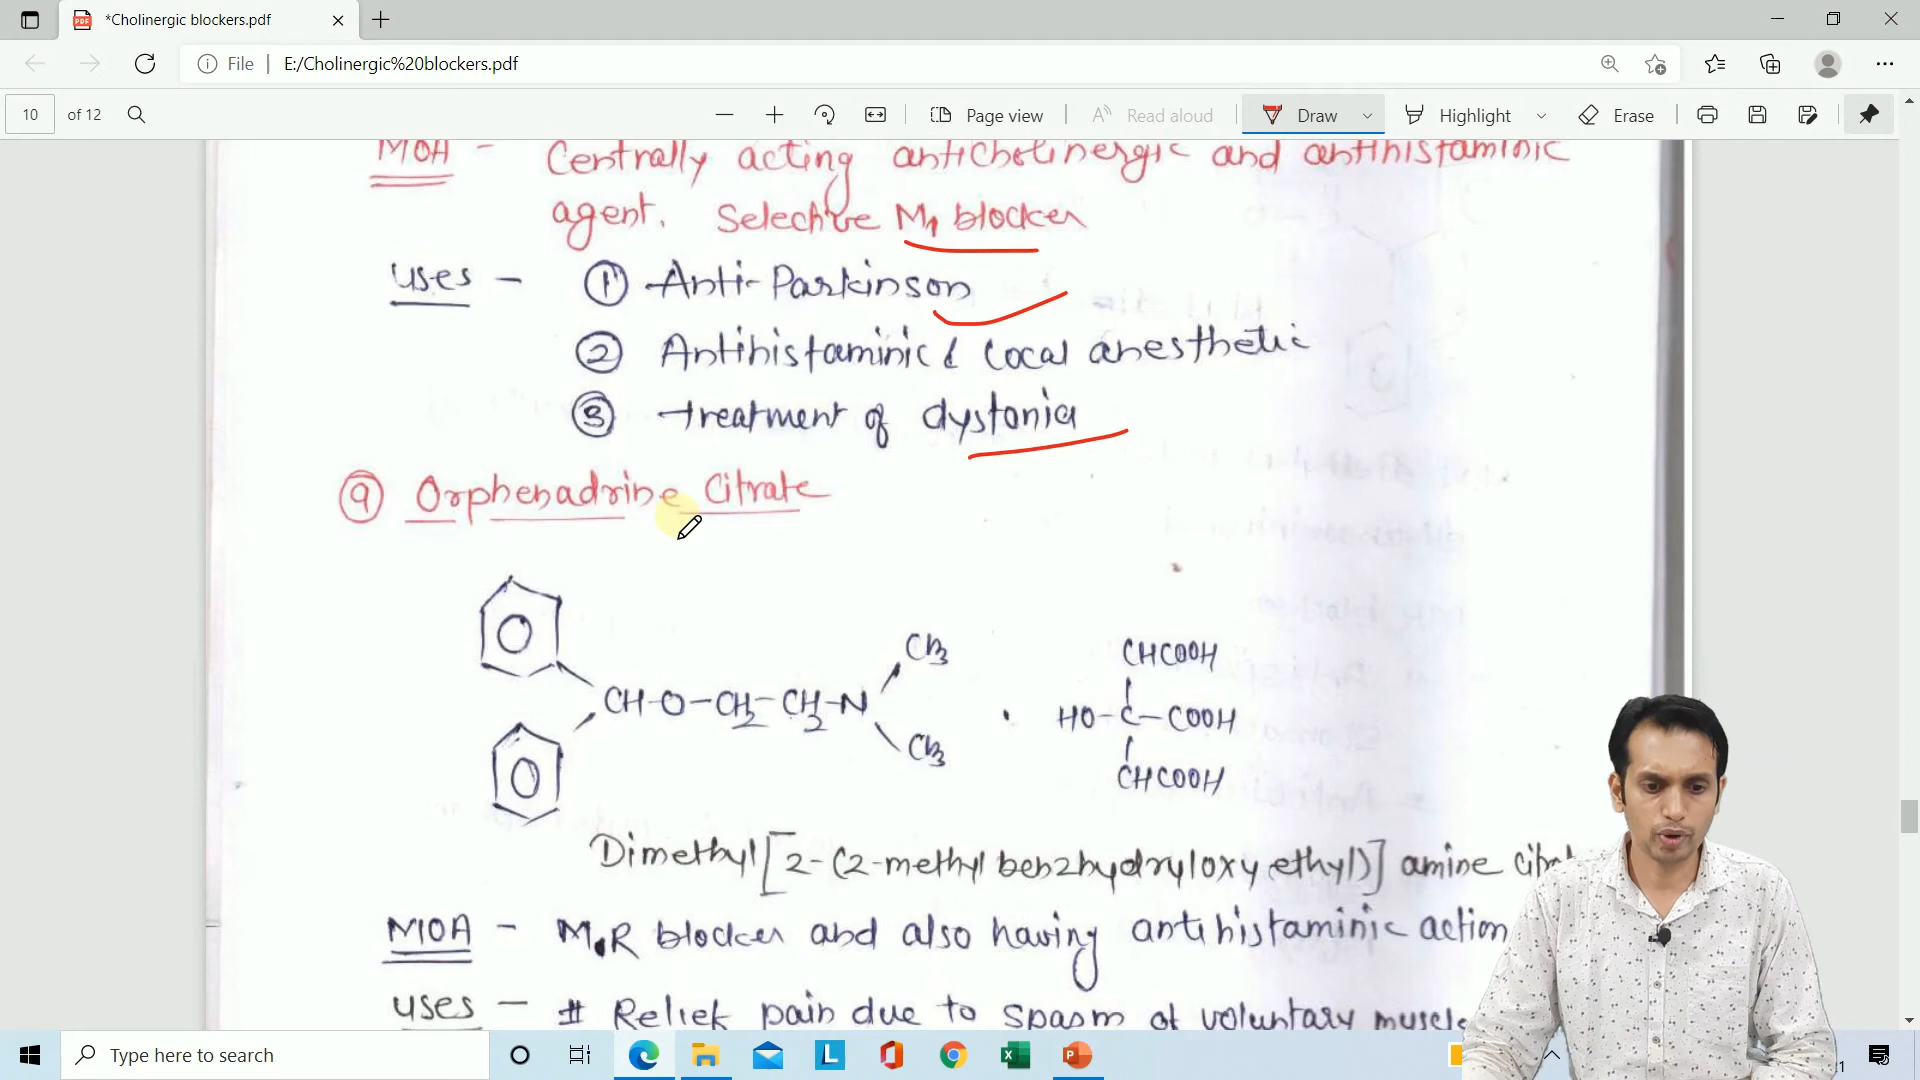 *Cholinergic blockers.pdf
File
E:/Cholinergic%20blockers.pdf
10 of 12
Page view
Read aloud
Draw
Highlight
Erase
MOA - Centrally acting anticholinergic and antihistaminic
agent. Selective M1 blocker
Uses - ① Anti-Parkinson
② Antihistaminic & Local anesthetic
③ treatment of dystonia
⑨ Orphenadrine Citrate
CH-O-CH2-CH2-N
CH3
CH3
CHCOOH
HO-C-COOH
CHCOOH
Dimethyl [2-(2-methyl benzhydryloxy ethyl)] amine
MOA - M.R blocker and also having antihistaminic action
Uses - # Relief pain due to spasm of voluntary muscle
Type here to search